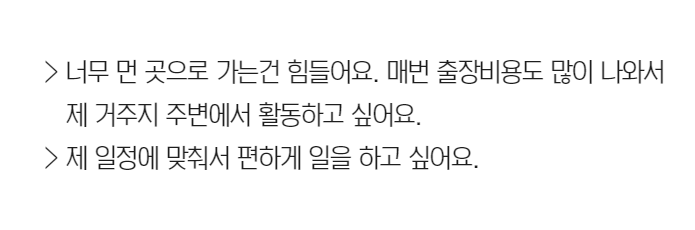 > 너무 먼 곳으로 가는건 힘들어요. 매번 출장비용도 많이 나와서
제 거주지 주변에서 활동하고 싶어요.
> 제 일정에 맞춰서 편하게 일을 하고 싶어요.